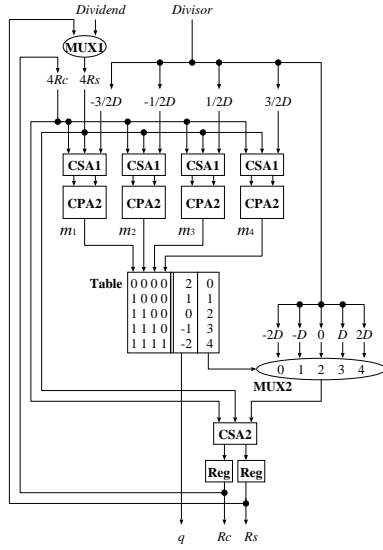 Dividend Divisor
MUX1
4Rc 4Rs
-3/2D -1/2D 1/2D 3/2D
CSA1 CSA1 CSA1 CSA1
CPA2 CPA2 CPA2 CPA2
m1 m2 m3 m4
Table
0 0 0 0 2 0
1 0 0 0 1 1
1 1 0 0 0 2
1 1 1 0 -1 3
1 1 1 1 -2 4
-2D -D 0 D 2D
0 1 2 3 4
MUX2
CSA2
Reg Reg
q Rc Rs